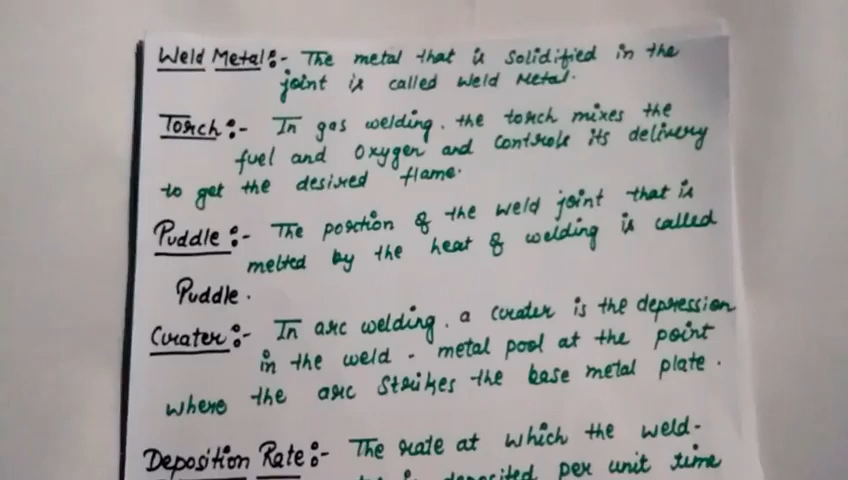 Weld Metal:- The metal that is solidified in the
joint is called Weld Metal.
Torch:- In gas welding. the torch mixes the
fuel and Oxygen and controls its delivery
to get the desired flame.
Puddle:- The portion of the weld joint that is
melted by the heat of welding is called
Puddle.
Crater:- In arc welding. a crater is the depression
in the weld - metal pool at the point
where the arc strikes the base metal plate.
Deposition Rate:- The rate at which the weld-
is deposited per unit time